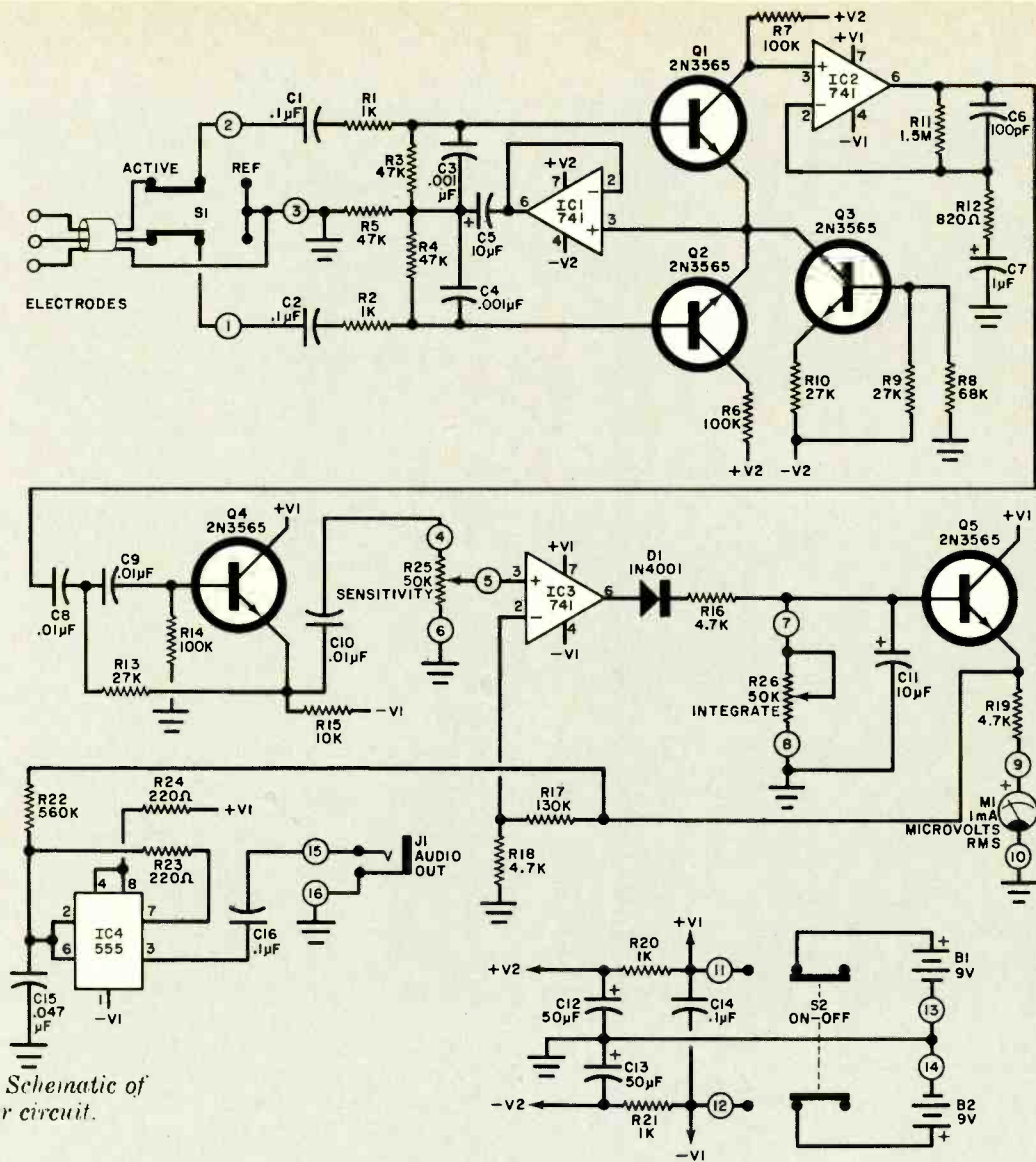 R7
100K
+V2
Q1
2N3565
+V1
7
+
3
IC2
741
6
2
−
4
−V1
R11
1.5M
C6
100pF
C1
.1µF
R1
1K
2
ACTIVE
REF
S1
3
R3
47K
C3
.001
µF
+V2
7
2
−
6
IC1
741
3
+
4
−V2
R5
47K
+
C5
10µF
R4
47K
Q3
2N3565
R12
820Ω
+
C7
1µF
Q2
2N3565
ELECTRODES
C4
.001µF
C2
.1µF
R2
1K
1
R10
27K
R9
27K
R8
68K
R6
100K
+V2
−V2
Q4
2N3565
+V1
C9
.01µF
C8
.01µF
R14
100K
R13
27K
R15
10K
−V1
C10
.01µF
4
R25
50K
SENSITIVITY
5
6
+V1
7
3
+
IC3
741
6
2
−
4
−V1
D1
1N4001
R16
4.7K
7
R26
50K
INTEGRATE
8
+
C11
10µF
Q5
2N3565
+V1
R19
4.7K
9
+
M1
1mA
MICROVOLTS
RMS
10
R22
560K
R24
220Ω
+V1
R23
220Ω
R17
130K
R18
4.7K
4
8
2
7
IC4
555
6
3
1
−V1
C15
.047
µF
C16
.1µF
15
16
J1
AUDIO
OUT
+V1
+V2
R20
1K
11
+
C12
50µF
C14
.1µF
S2
ON-OFF
+
B1
9V
13
+
C13
50µF
14
−V2
R21
1K
12
B2
9V
+
−V1
Schematic of
r circuit.